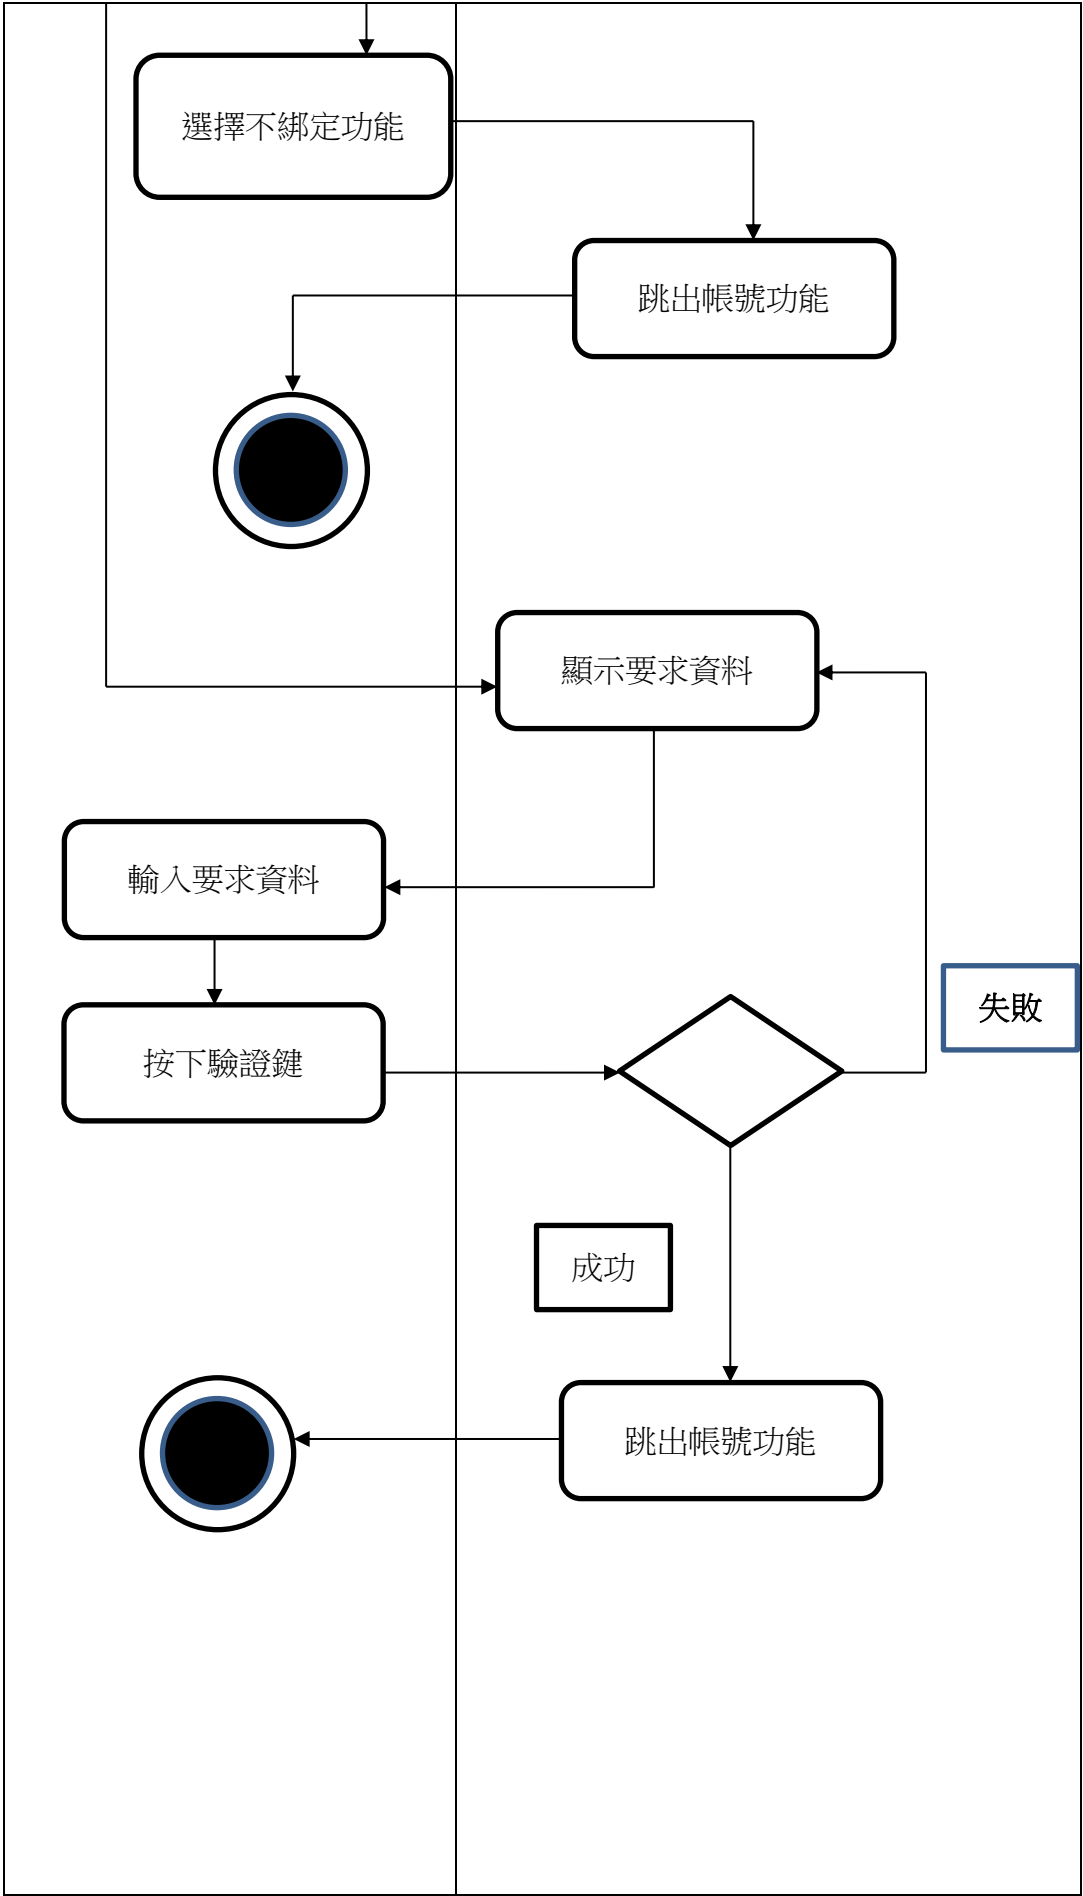 選擇不綁定功能
跳出帳號功能
顯示要求資料
輸入要求資料
失敗
按下驗證鍵
成功
跳出帳號功能